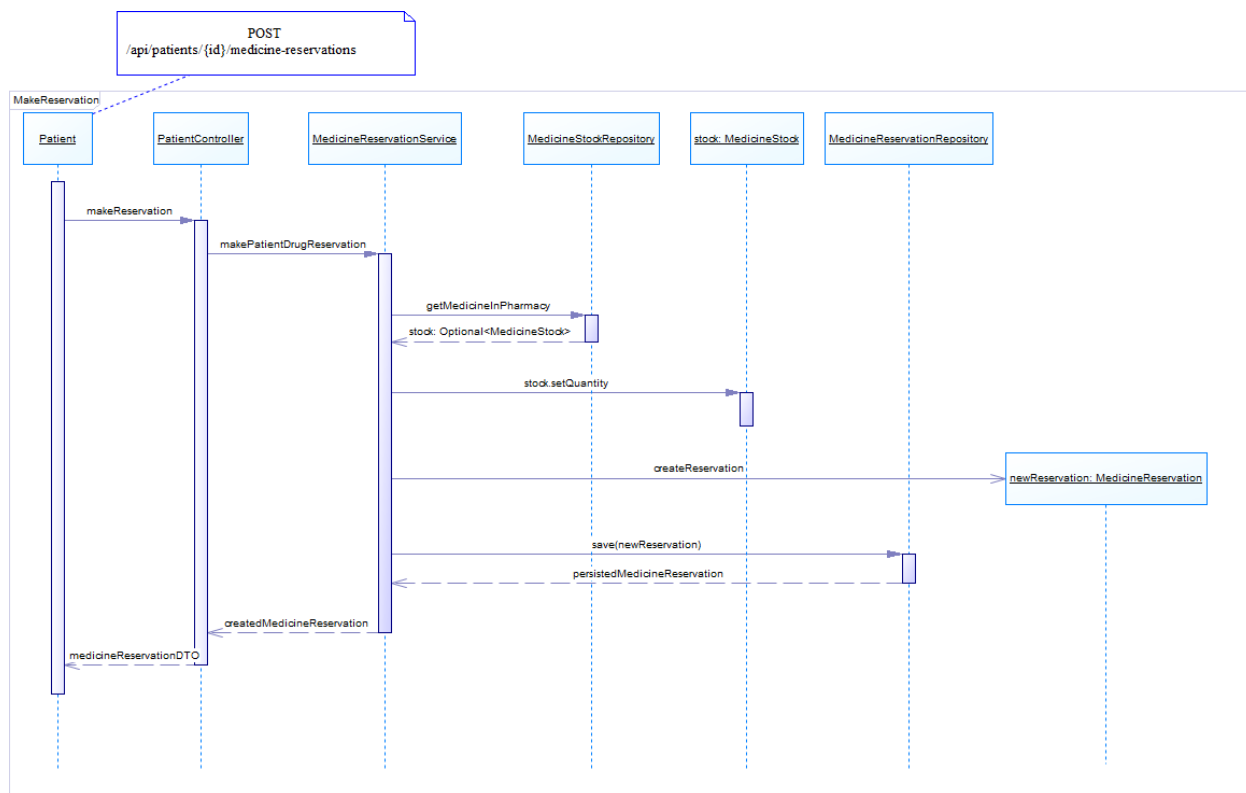 POST
/api/patients/{id}/medicine-reservations
MakeReservation
Patient
PatientController
MedicineReservationService
MedicineStockRepository
stock: MedicineStock
MedicineReservationRepository
makeReservation
makePatientDrugReservation
getMedicineInPharmacy
stock: Optional<MedicineStock>
stock.setQuantity
createReservation
newReservation: MedicineReservation
save(newReservation)
persistedMedicineReservation
createdMedicineReservation
medicineReservationDTO